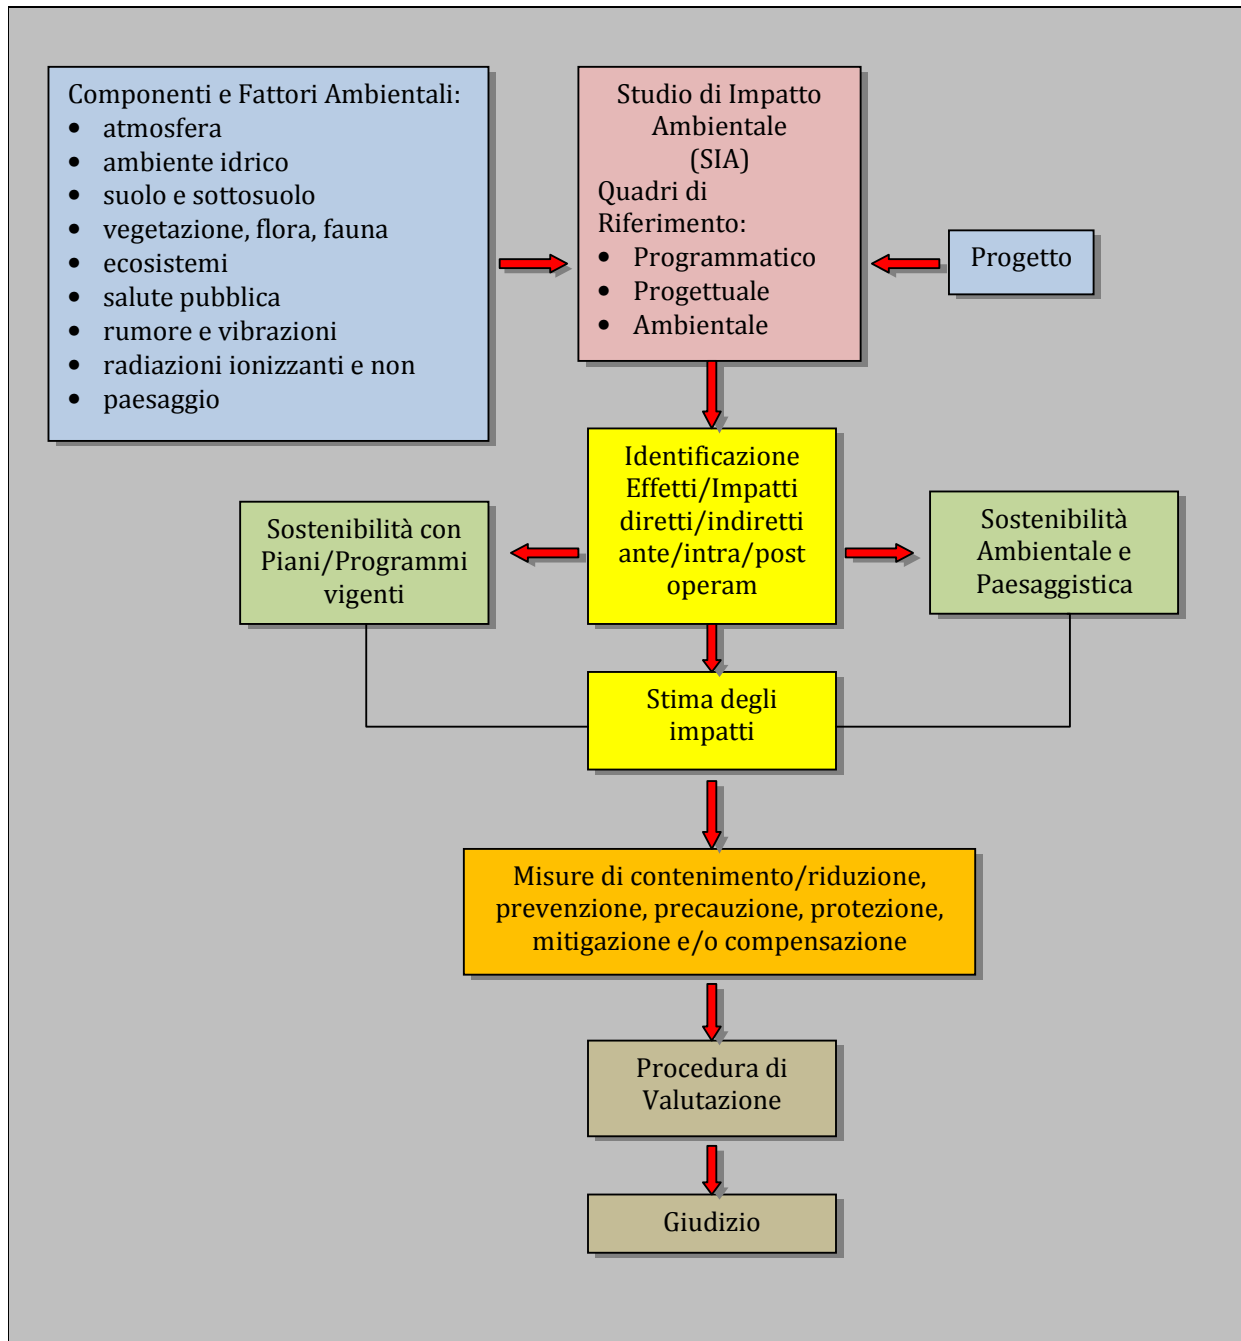 Componenti e Fattori Ambientali:
• atmosfera
• ambiente idrico
• suolo e sottosuolo
• vegetazione, flora, fauna
• ecosistemi
• salute pubblica
• rumore e vibrazioni
• radiazioni ionizzanti e non
• paesaggio
Studio di Impatto
Ambientale
(SIA)
Quadri di
Riferimento:
• Programmatico
• Progettuale
• Ambientale
Progetto
Identificazione
Effetti/Impatti
diretti/indiretti
ante/intra/post
operam
Sostenibilità con
Piani/Programmi
vigenti
Sostenibilità
Ambientale e
Paesaggistica
Stima degli
impatti
Misure di contenimento/riduzione,
prevenzione, precauzione, protezione,
mitigazione e/o compensazione
Procedura di
Valutazione
Giudizio